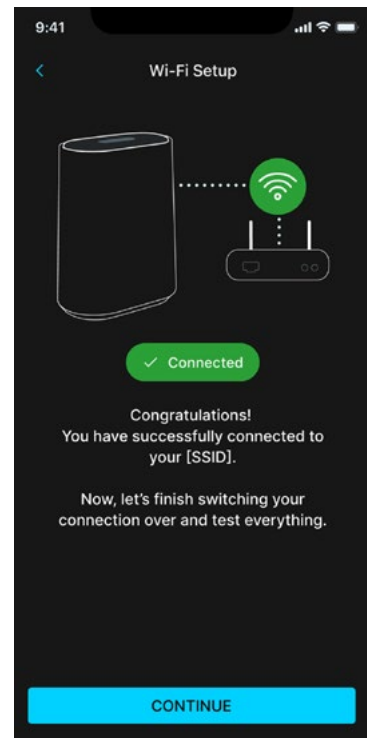 9:41
Wi-Fi Setup
Connected
Congratulations!
You have successfully connected to
your [SSID].
Now, let's finish switching your
connection over and test everything.
CONTINUE